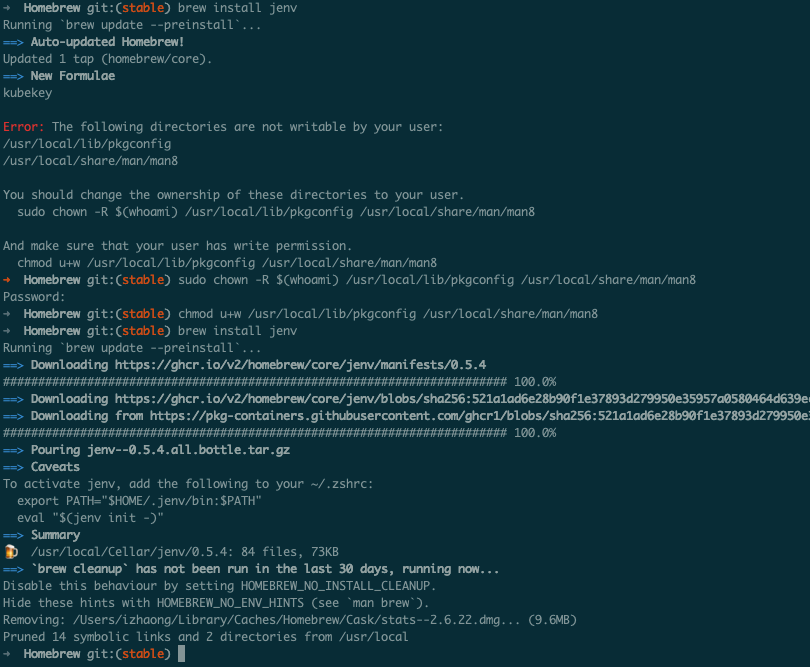 → Homebrew git:(stable) brew install jenv
Running `brew update --preinstall`...
==> Auto-updated Homebrew!
Updated 1 tap (homebrew/core).
==> New Formulae
kubekey
Error: The following directories are not writable by your user:
/usr/local/lib/pkgconfig
/usr/local/share/man/man8
You should change the ownership of these directories to your user.
  sudo chown -R $(whoami) /usr/local/lib/pkgconfig /usr/local/share/man/man8
And make sure that your user has write permission.
  chmod u+w /usr/local/lib/pkgconfig /usr/local/share/man/man8
→ Homebrew git:(stable) sudo chown -R $(whoami) /usr/local/lib/pkgconfig /usr/local/share/man/man8
Password:
→ Homebrew git:(stable) chmod u+w /usr/local/lib/pkgconfig /usr/local/share/man/man8
→ Homebrew git:(stable) brew install jenv
Running `brew update --preinstall`...
==> Downloading https://ghcr.io/v2/homebrew/core/jenv/manifests/0.5.4
######################################################################## 100.0%
==> Downloading https://ghcr.io/v2/homebrew/core/jenv/blobs/sha256:521a1ad6e28b90f1e37893d279950e35957a0580464d639e
==> Downloading from https://pkg-containers.githubusercontent.com/ghcr1/blobs/sha256:521a1ad6e28b90f1e37893d279950e
######################################################################## 100.0%
==> Pouring jenv--0.5.4.all.bottle.tar.gz
==> Caveats
To activate jenv, add the following to your ~/.zshrc:
  export PATH="$HOME/.jenv/bin:$PATH"
  eval "$(jenv init -)"
==> Summary
🍺 /usr/local/Cellar/jenv/0.5.4: 84 files, 73KB
==> `brew cleanup` has not been run in the last 30 days, running now...
Disable this behaviour by setting HOMEBREW_NO_INSTALL_CLEANUP.
Hide these hints with HOMEBREW_NO_ENV_HINTS (see `man brew`).
Removing: /Users/izhaong/Library/Caches/Homebrew/Cask/stats--2.6.22.dmg... (9.6MB)
Pruned 14 symbolic links and 2 directories from /usr/local
→ Homebrew git:(stable)